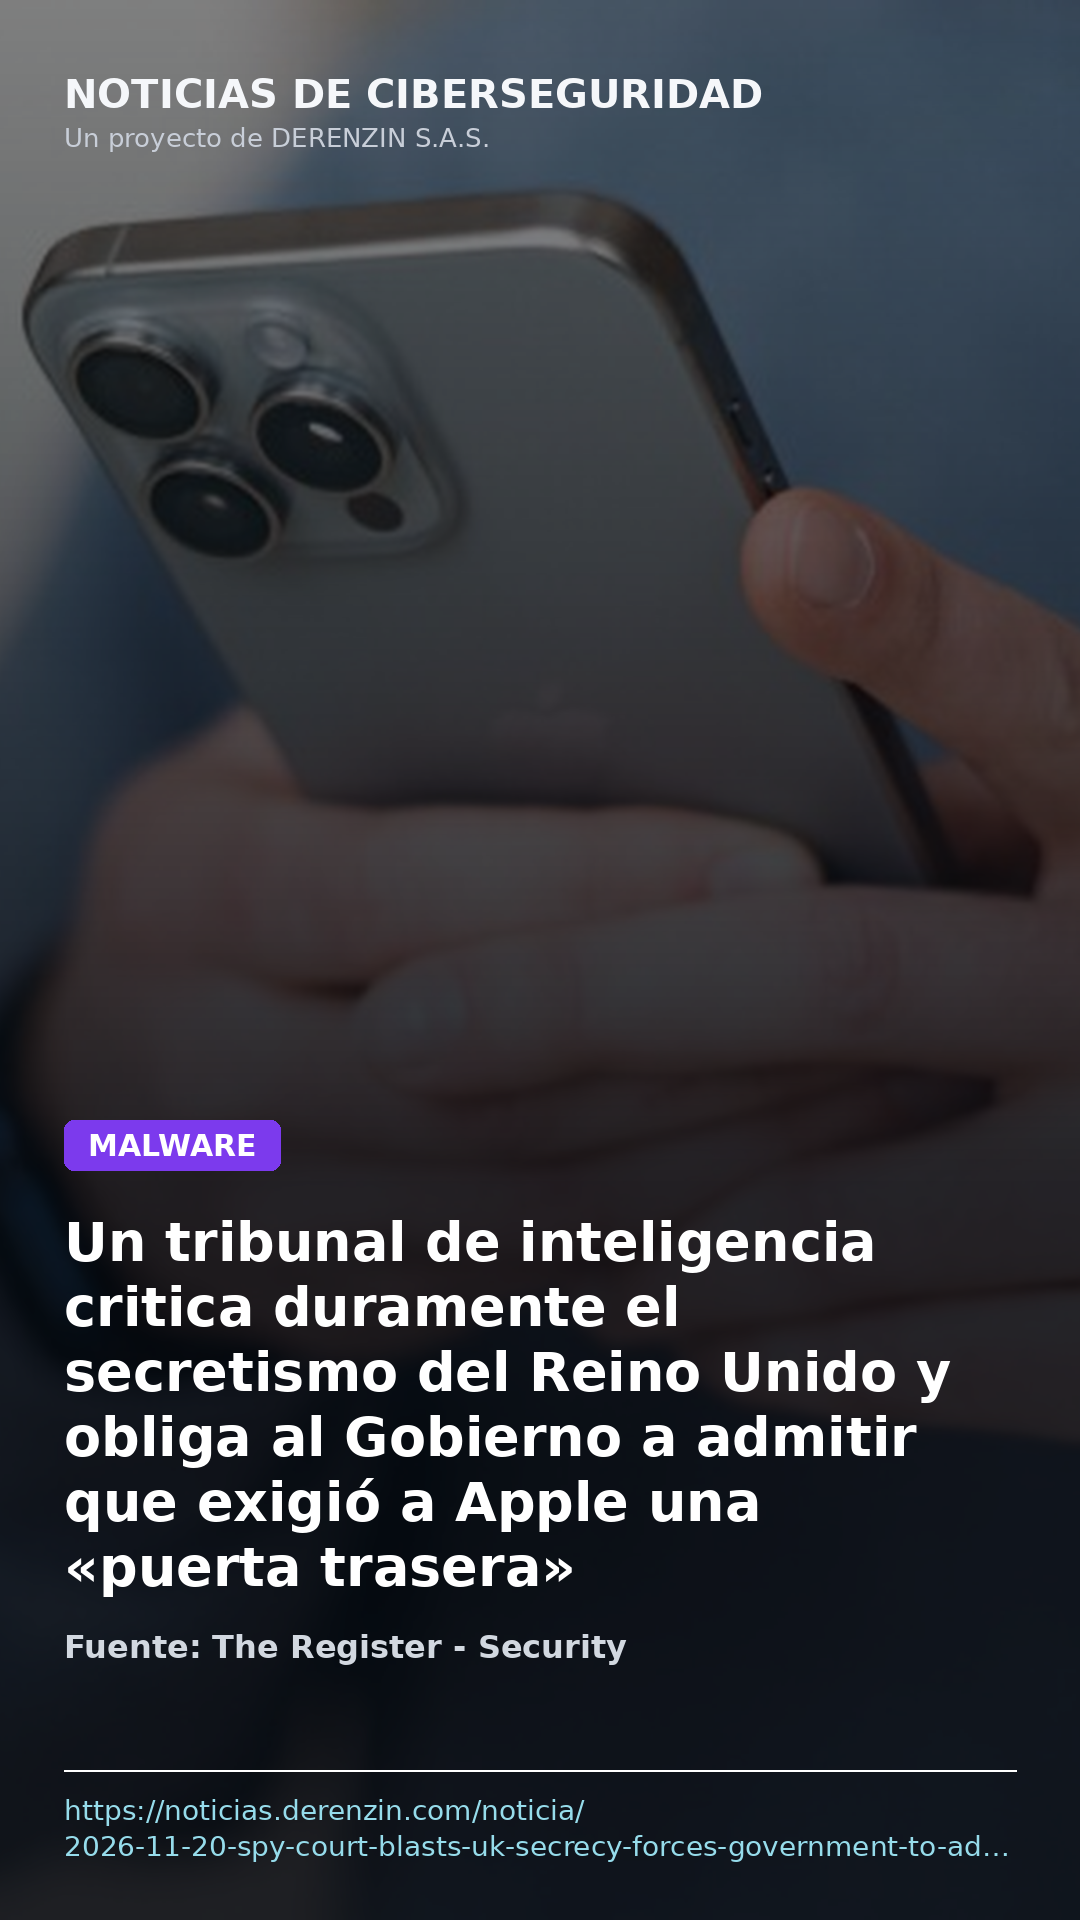 NOTICIAS DE CIBERSEGURIDAD
Un proyecto de DERENZIN S.A.S.
MALWARE
Un tribunal de inteligencia
critica duramente el
secretismo del Reino Unido y
obliga al Gobierno a admitir
que exigió a Apple una
«puerta trasera»
Fuente: The Register - Security
https://noticias.derenzin.com/noticia/
2026-11-20-spy-court-blasts-uk-secrecy-forces-government-to-ad…